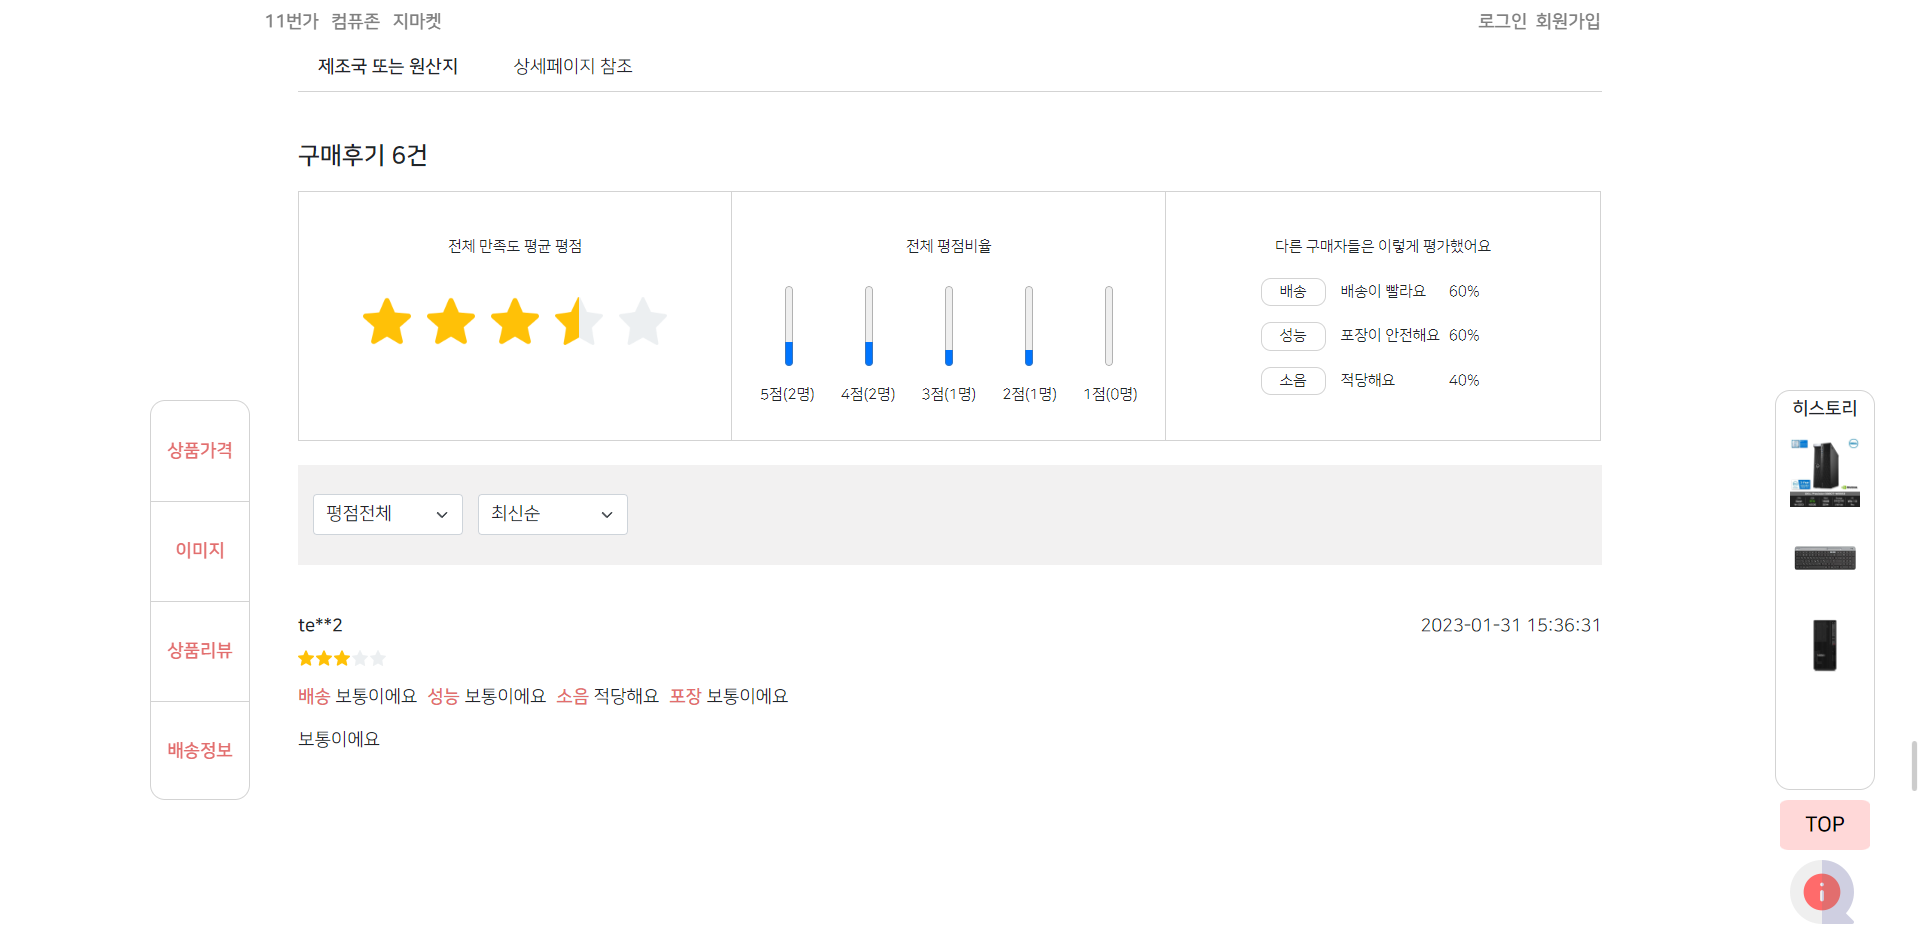 11번가 컴퓨존 지마켓
로그인 회원가입
제조국 또는 원산지 상세페이지 참조
구매후기 6건
전체 만족도 평균 평점
전체 평점비율
5점(2명) 4점(2명) 3점(1명) 2점(1명) 1점(0명)
다른 구매자들은 이렇게 평가했어요
배송 배송이 빨라요 60%
성능 포장이 안전해요 60%
소음 적당해요 40%
평점전체 최신순
te**2 2023-01-31 15:36:31
배송 보통이에요 성능 보통이에요 소음 적당해요 포장 보통이에요
보통이에요
상품가격
이미지
상품리뷰
배송정보
히스토리
TOP